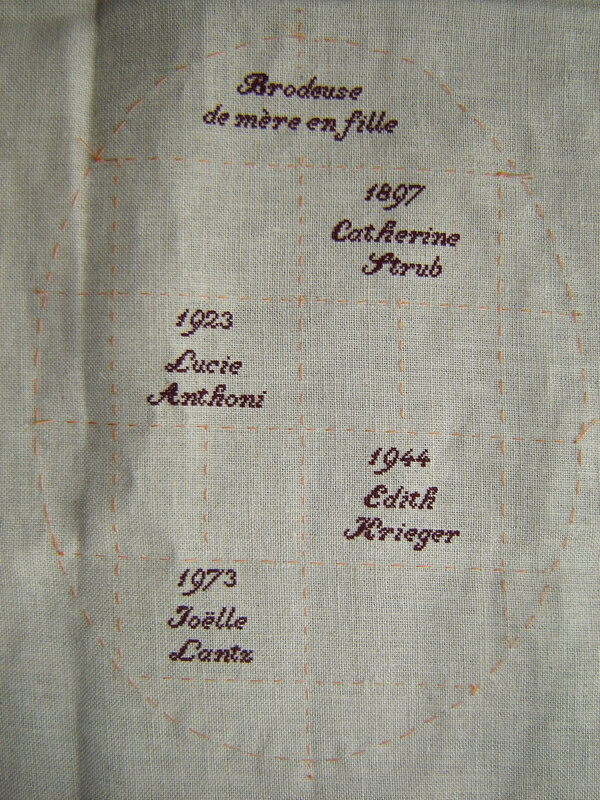 Brodeuse
de mère en fille
1897
Catherine
Strub
1923
Lucie
Anthoni
1944
Edith
Krieger
1973
Joëlle
Lantz